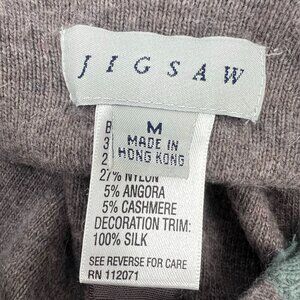 JIGSAW
M
MADE IN
HONG KONG
27% NYLON
5% ANGORA
5% CASHMERE
DECORATION TRIM:
100% SILK
SEE REVERSE FOR CARE
RN 112071